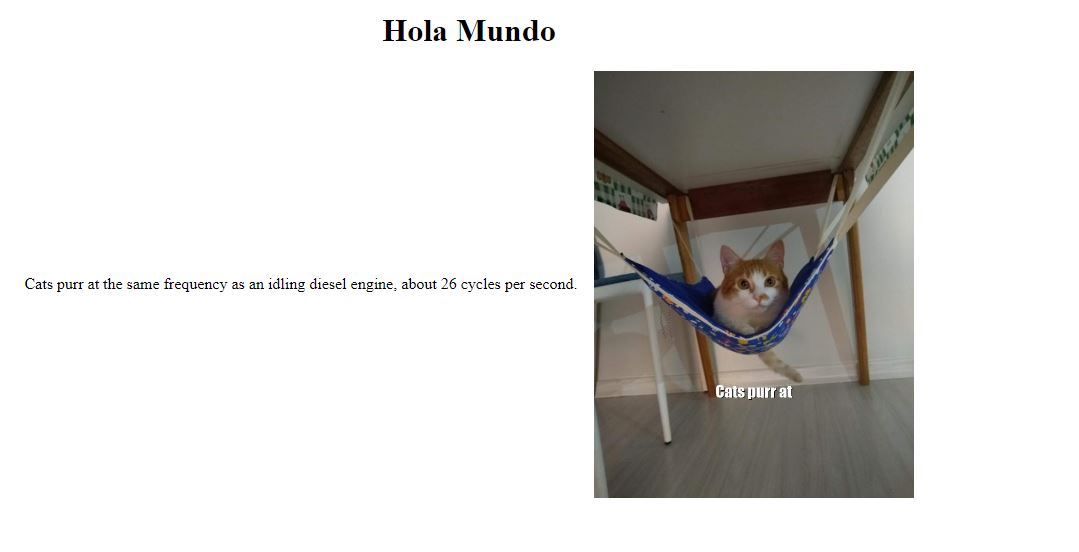 Hola Mundo
Cats purr at the same frequency as an idling diesel engine, about 26 cycles per second.
Cats purr at